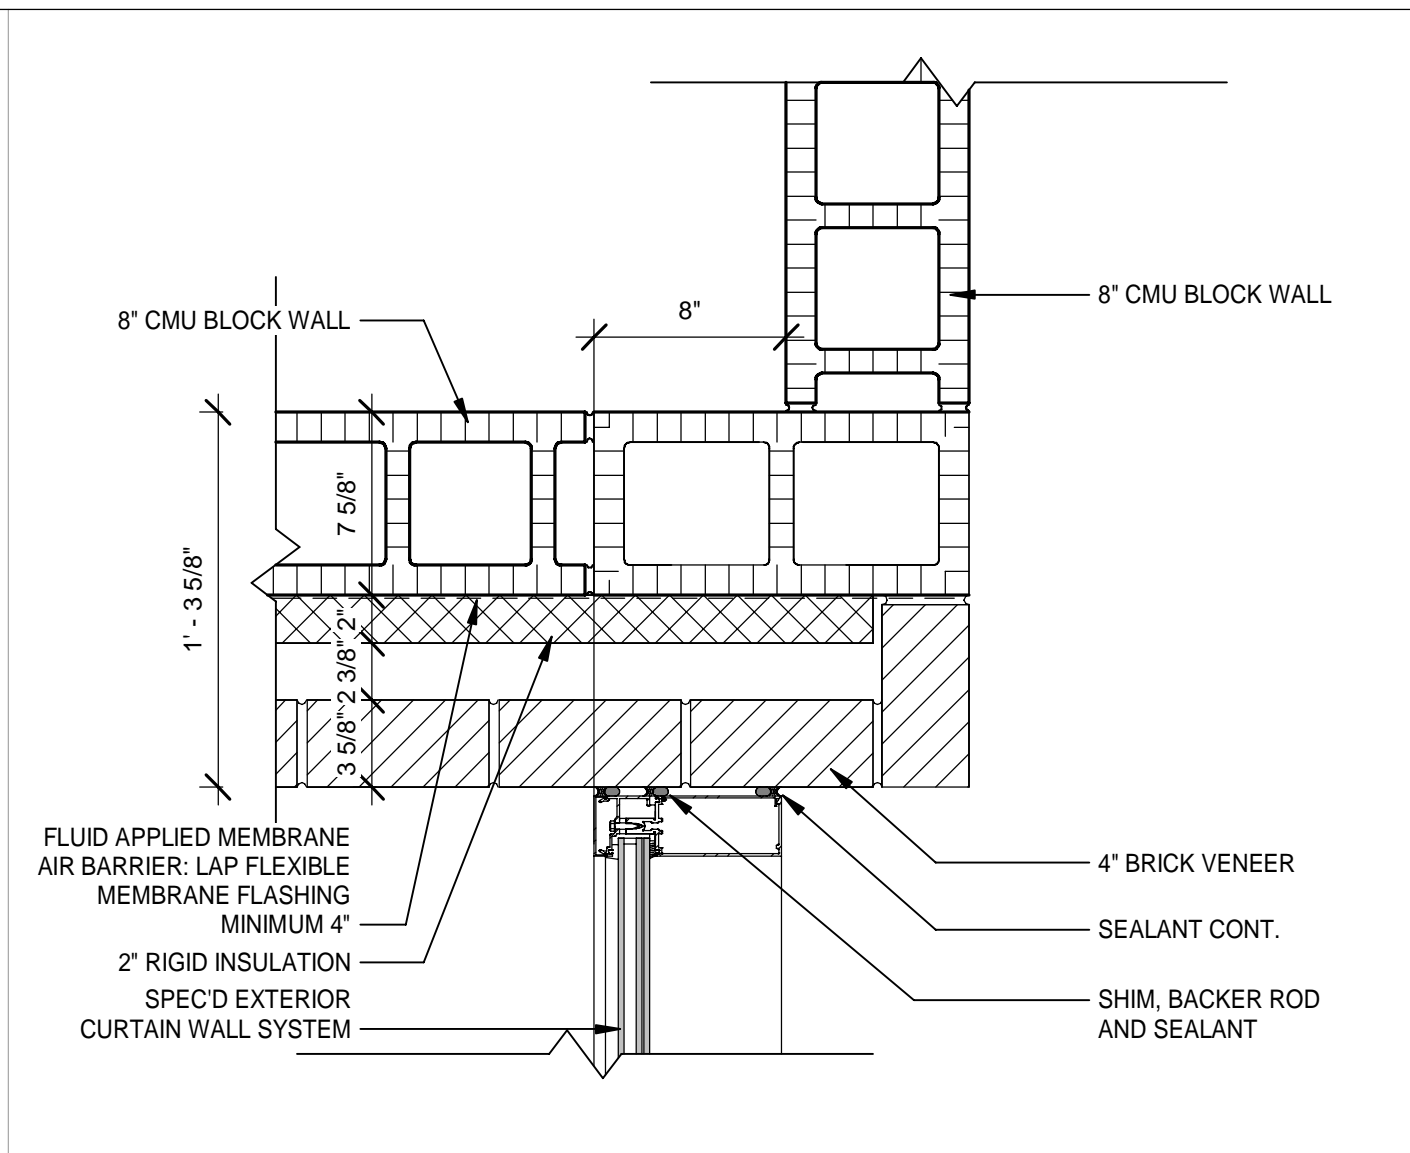 8"
8" CMU BLOCK WALL
8" CMU BLOCK WALL
7 5/8"
1' - 3 5/8"
2"
2 3/8"
3 5/8"
FLUID APPLIED MEMBRANE
AIR BARRIER: LAP FLEXIBLE
MEMBRANE FLASHING
MINIMUM 4"
2" RIGID INSULATION
SPEC'D EXTERIOR
CURTAIN WALL SYSTEM
4" BRICK VENEER
SEALANT CONT.
SHIM, BACKER ROD
AND SEALANT